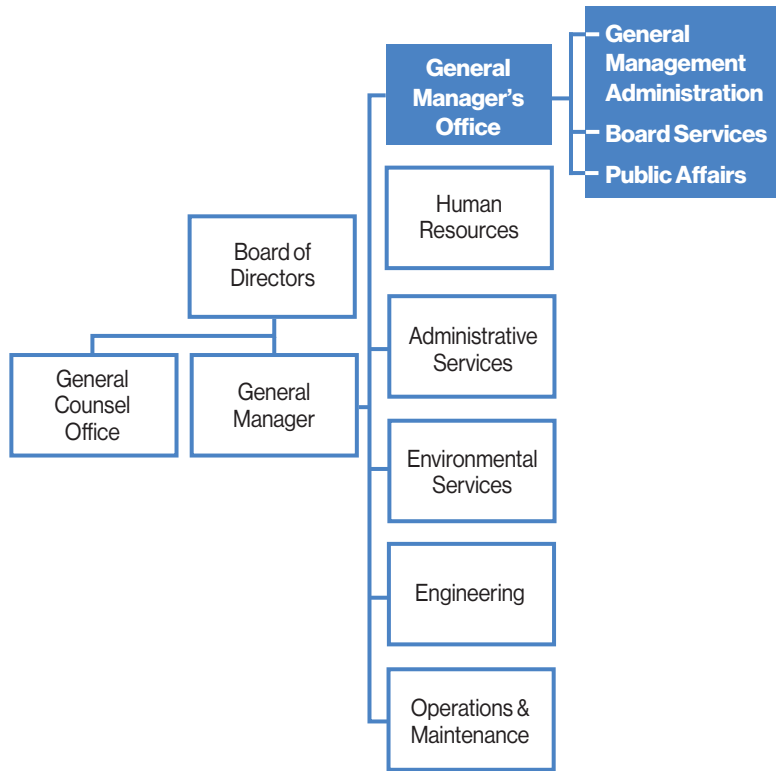 General
Manager’s
Office
General
Management
Administration
Board Services
Public Affairs
Human
Resources
Board of
Directors
Administrative
Services
General
Counsel
Office
General
Manager
Environmental
Services
Engineering
Operations &
Maintenance